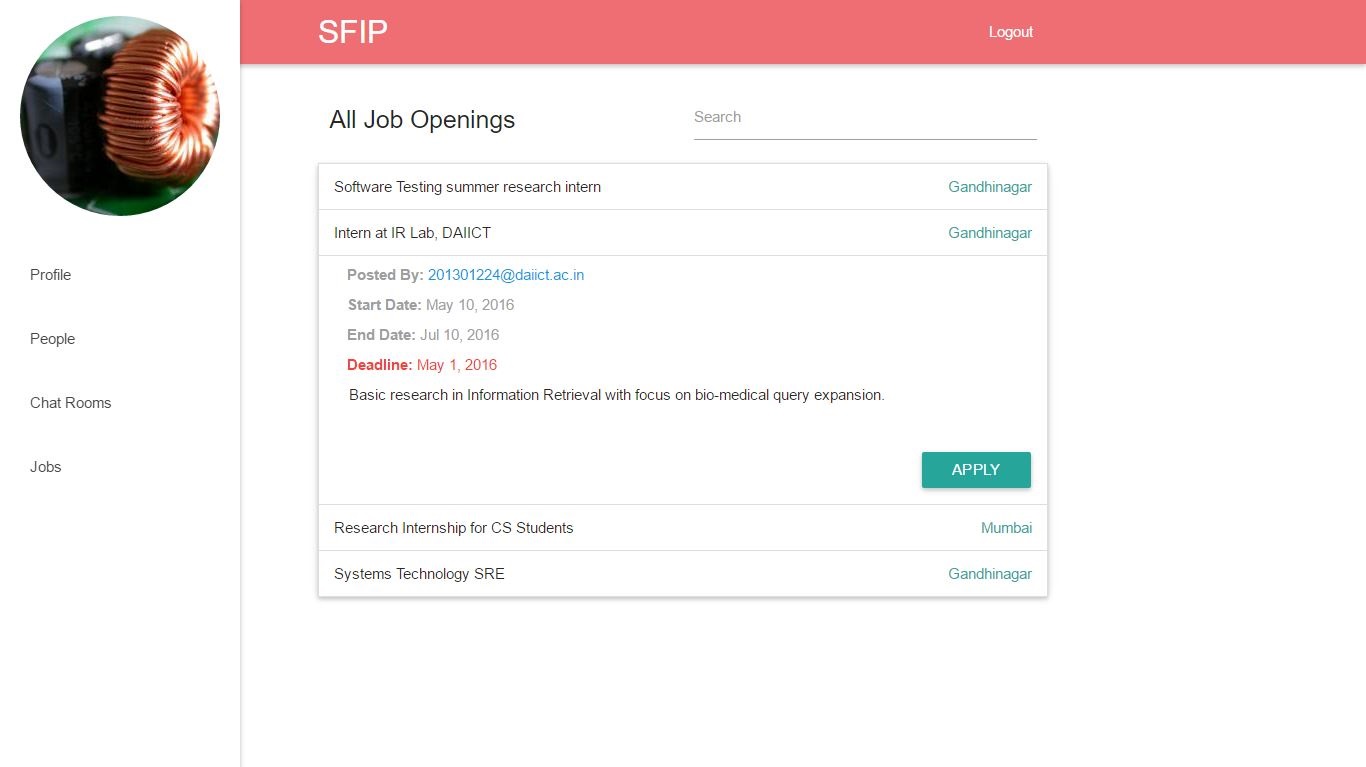 SFIP
Logout
Profile
People
Chat Rooms
Jobs
All Job Openings
Search
Software Testing summer research intern Gandhinagar
Intern at IR Lab, DAIICT Gandhinagar
Posted By: 201301224@daiict.ac.in
Start Date: May 10, 2016
End Date: Jul 10, 2016
Deadline: May 1, 2016
Basic research in Information Retrieval with focus on bio-medical query expansion.
APPLY
Research Internship for CS Students Mumbai
Systems Technology SRE Gandhinagar